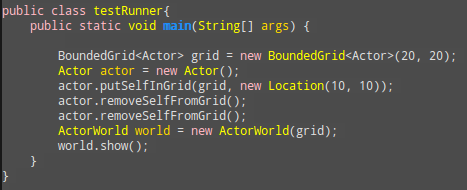 public class testRunner{
public static void main(String[] args) {
BoundedGrid<Actor> grid = new BoundedGrid<Actor>(20, 20);
Actor actor = new Actor();
actor.putSelfInGrid(grid, new Location(10, 10));
actor.removeSelfFromGrid();
actor.removeSelfFromGrid();
ActorWorld world = new ActorWorld(grid);
world.show();
}
}